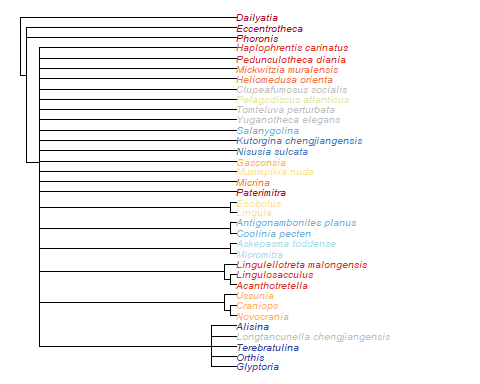 Dailyatia
Eccentrotheca
Phoronis
Haplophrentis carinatus
Pedunculotheca diania
Mickwitzia muralensis
Heliomedusa orienta
Clupeafumosus socialis
Pelagodiscus atlanticus
Tomteluva perturbata
Yuganotheca elegans
Salanygolina
Kutorgina chengjiangensis
Nisusia sulcata
Gasconsia
Mummpikia nuda
Micrina
Paterimitra
Eoobolus
Lingula
Antigonambonites planus
Coolinia pecten
Askepasma toddense
Micromitra
Lingulellotreta malongensis
Lingulosacculus
Acanthotretella
Ussunia
Craniops
Novocrania
Alisina
Longtancunella chengjiangensis
Terebratulina
Orthis
Glyptoria